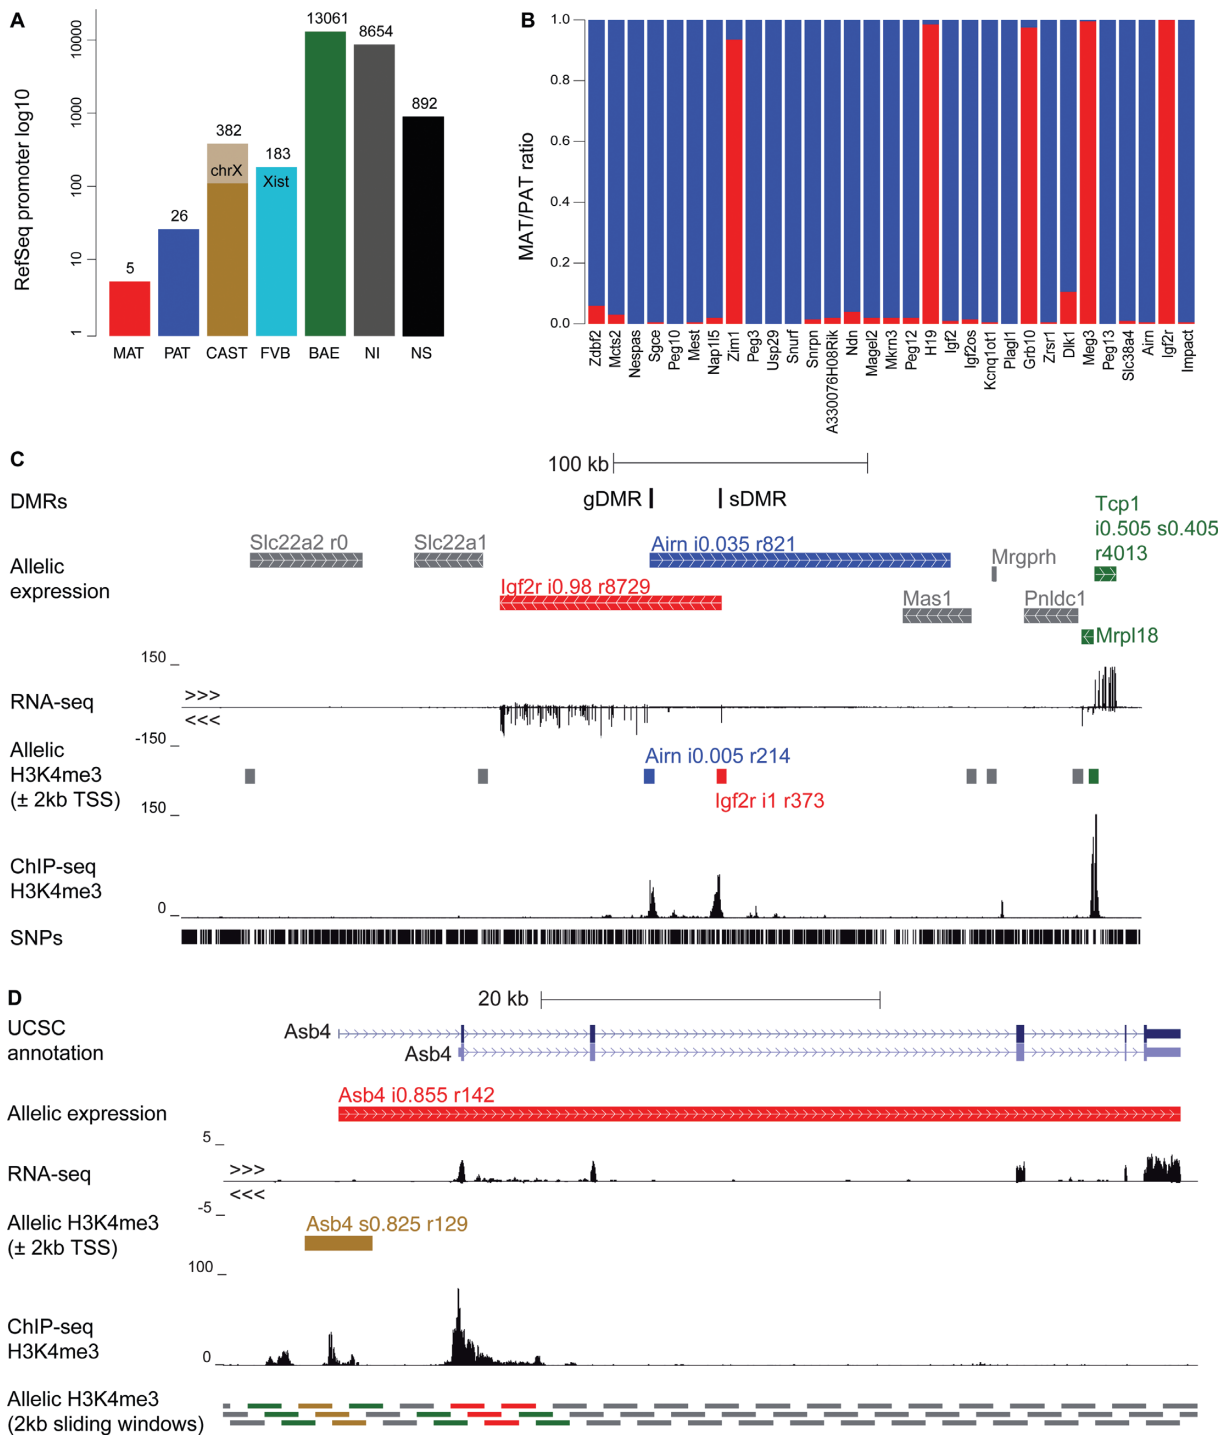 A
RefSeq promoter log10
10000
1000
100
10
1
5
26
382
183
13061
8654
892
chrX
Xist
MAT
PAT
CAST
FVB
BAE
NI
NS
B
MAT/PAT ratio
1.0
0.8
0.6
0.4
0.2
0.0
Zdbf2
Mcts2
Nespas
Sgce
Peg10
Mest
Nap1l5
Zim1
Peg3
Usp29
Snurf
Snrpn
A330076H08Rik
Ndn
Magel2
Mkrn3
Peg12
H19
Igf2
Igf2os
Kcnq1ot1
Plagl1
Grb10
Zrsr1
Dlk1
Meg3
Peg13
Slc38a4
Airn
Igf2r
Impact
C
100 kb
DMRs
gDMR
sDMR
Tcp1
i0.505 s0.405
r4013
Allelic
expression
Slc22a2 r0
Slc22a1
Airn i0.035 r821
Mrgprh
Igf2r i0.98 r8729
Mas1
Pnldc1
Mrpl18
150
RNA-seq
>>>
<<<
-150
Allelic
H3K4me3
(± 2kb TSS)
Airn i0.005 r214
Igf2r i1 r373
150
ChIP-seq
H3K4me3
0
SNPs
D
20 kb
UCSC
annotation
Asb4
Asb4
Allelic expression
Asb4 i0.855 r142
5
RNA-seq
>>>
<<<
-5
Allelic H3K4me3
(± 2kb TSS)
Asb4 s0.825 r129
100
ChIP-seq
H3K4me3
0
Allelic H3K4me3
(2kb sliding windows)